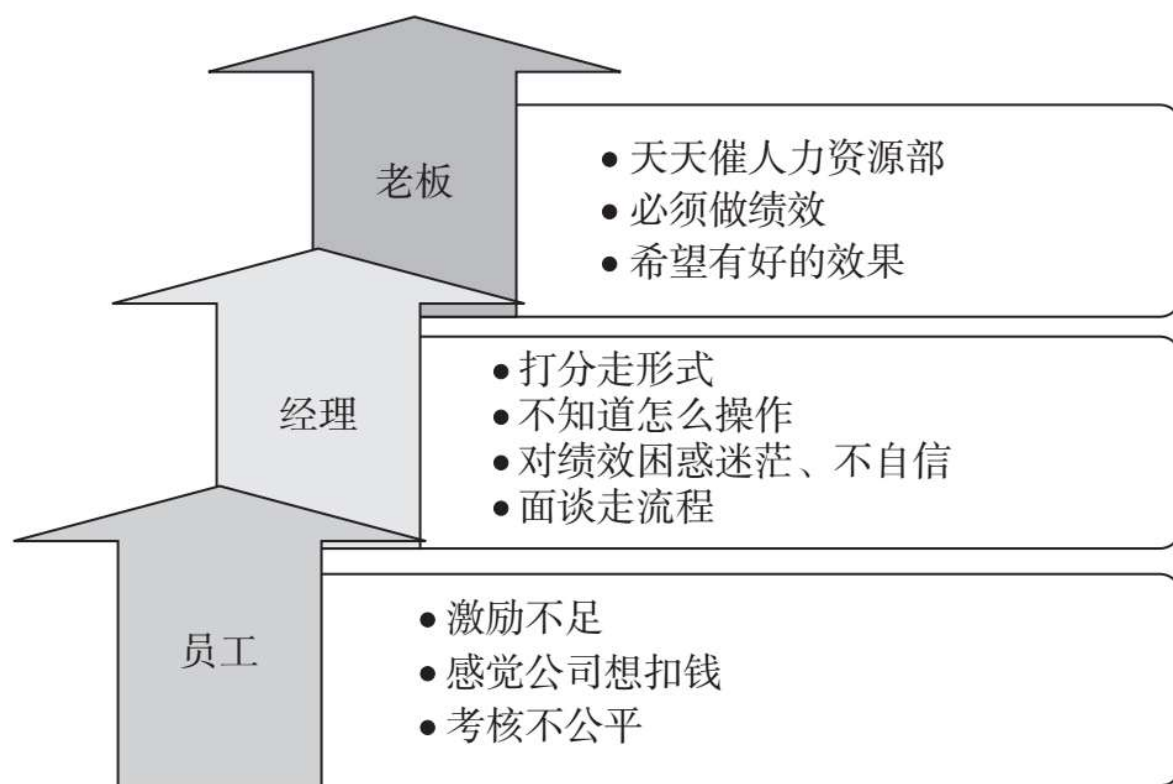 老板
• 天天催人力资源部
• 必须做绩效
• 希望有好的效果
经理
• 打分走形式
• 不知道怎么操作
• 对绩效困惑迷茫、不自信
• 面谈走流程
员工
• 激励不足
• 感觉公司想扣钱
• 考核不公平